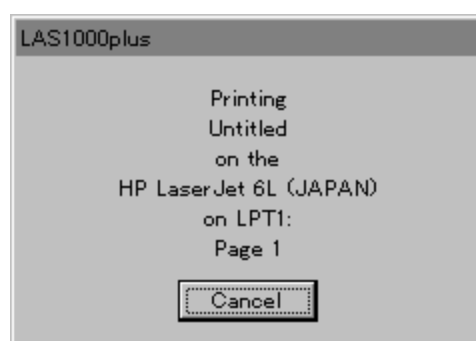 LAS1000plus
Printing
Untitled
on the
HP LaserJet 6L (JAPAN)
on LPT1:
Page 1
Cancel